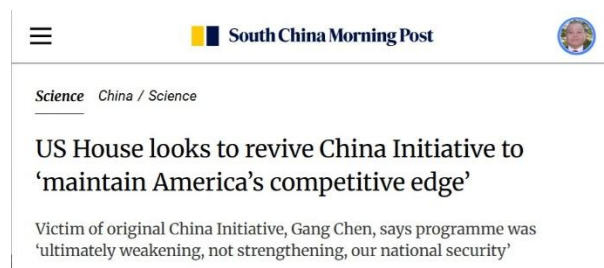 South China Morning Post
Science China / Science
US House looks to revive China Initiative to
‘maintain America’s competitive edge’
Victim of original China Initiative, Gang Chen, says programme was
‘ultimately weakening, not strengthening, our national security’